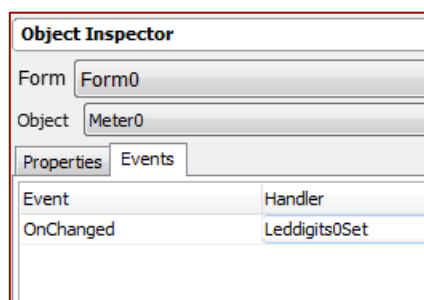 Object Inspector
Form Form0
Object Meter0
Properties Events
Event Handler
OnChanged Leddigits0Set